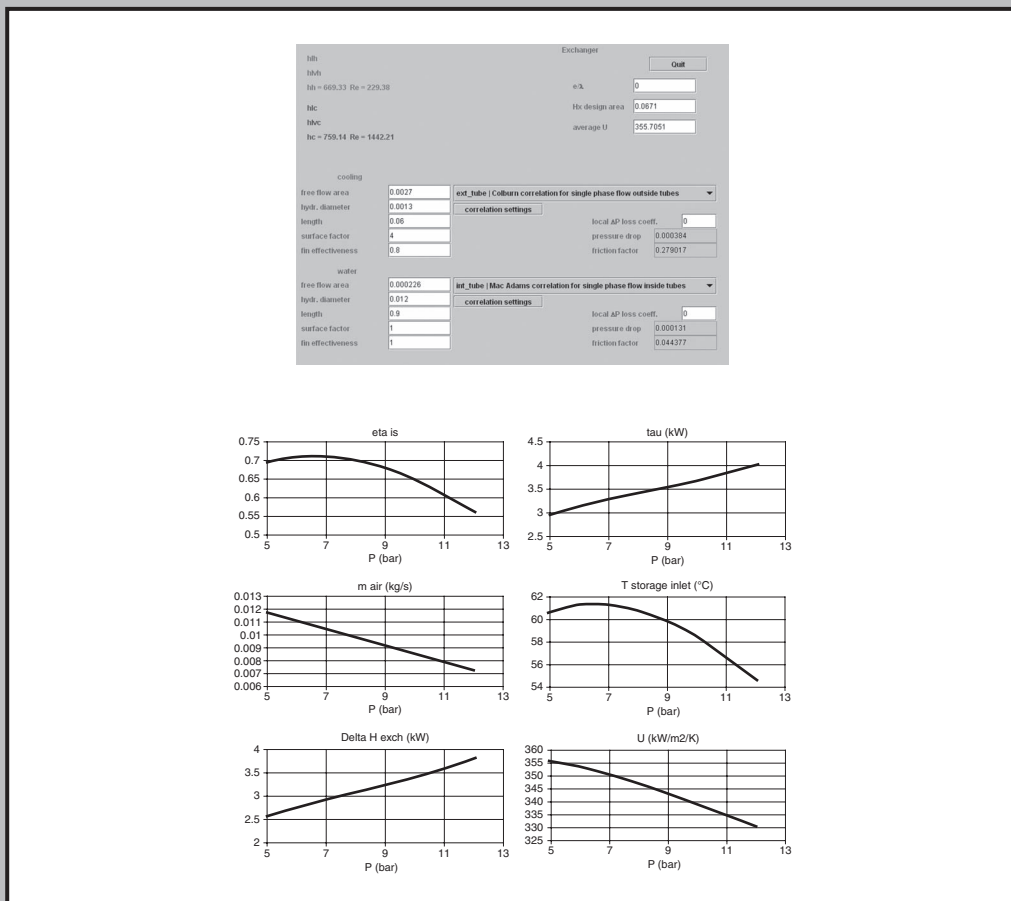 Exchanger
Quit
hlh
hlvh
hh = 669.33 Re = 229.38
hlc
hlvc
hc = 759.14 Re = 1442.21
e/λ 0
Hx design area 0.0671
average U 355.7051
cooling
free flow area 0.0027 ext_tube | Colburn correlation for single phase flow outside tubes
hydr. diameter 0.0013 correlation settings
length 0.06 local ΔP loss coeff. 0
surface factor 4 pressure drop 0.000384
fin effectiveness 0.8 friction factor 0.279017
water
free flow area 0.000226 int_tube | Mac Adams correlation for single phase flow inside tubes
hydr. diameter 0.012 correlation settings
length 0.9 local ΔP loss coeff. 0
surface factor 1 pressure drop 0.000131
fin effectiveness 1 friction factor 0.044377
eta is
0.75
0.7
0.65
0.6
0.55
0.5
5 7 9 11 13
P (bar)
tau (kW)
4.5
4
3.5
3
2.5
5 7 9 11 13
P (bar)
m air (kg/s)
0.013
0.012
0.011
0.01
0.009
0.008
0.007
0.006
5 7 9 11 13
P (bar)
T storage inlet (°C)
62
60
58
56
54
5 7 9 11 13
P (bar)
Delta H exch (kW)
4
3.5
3
2.5
2
5 7 9 11 13
P (bar)
U (kW/m2/K)
360
355
350
345
340
335
330
325
5 7 9 11 13
P (bar)